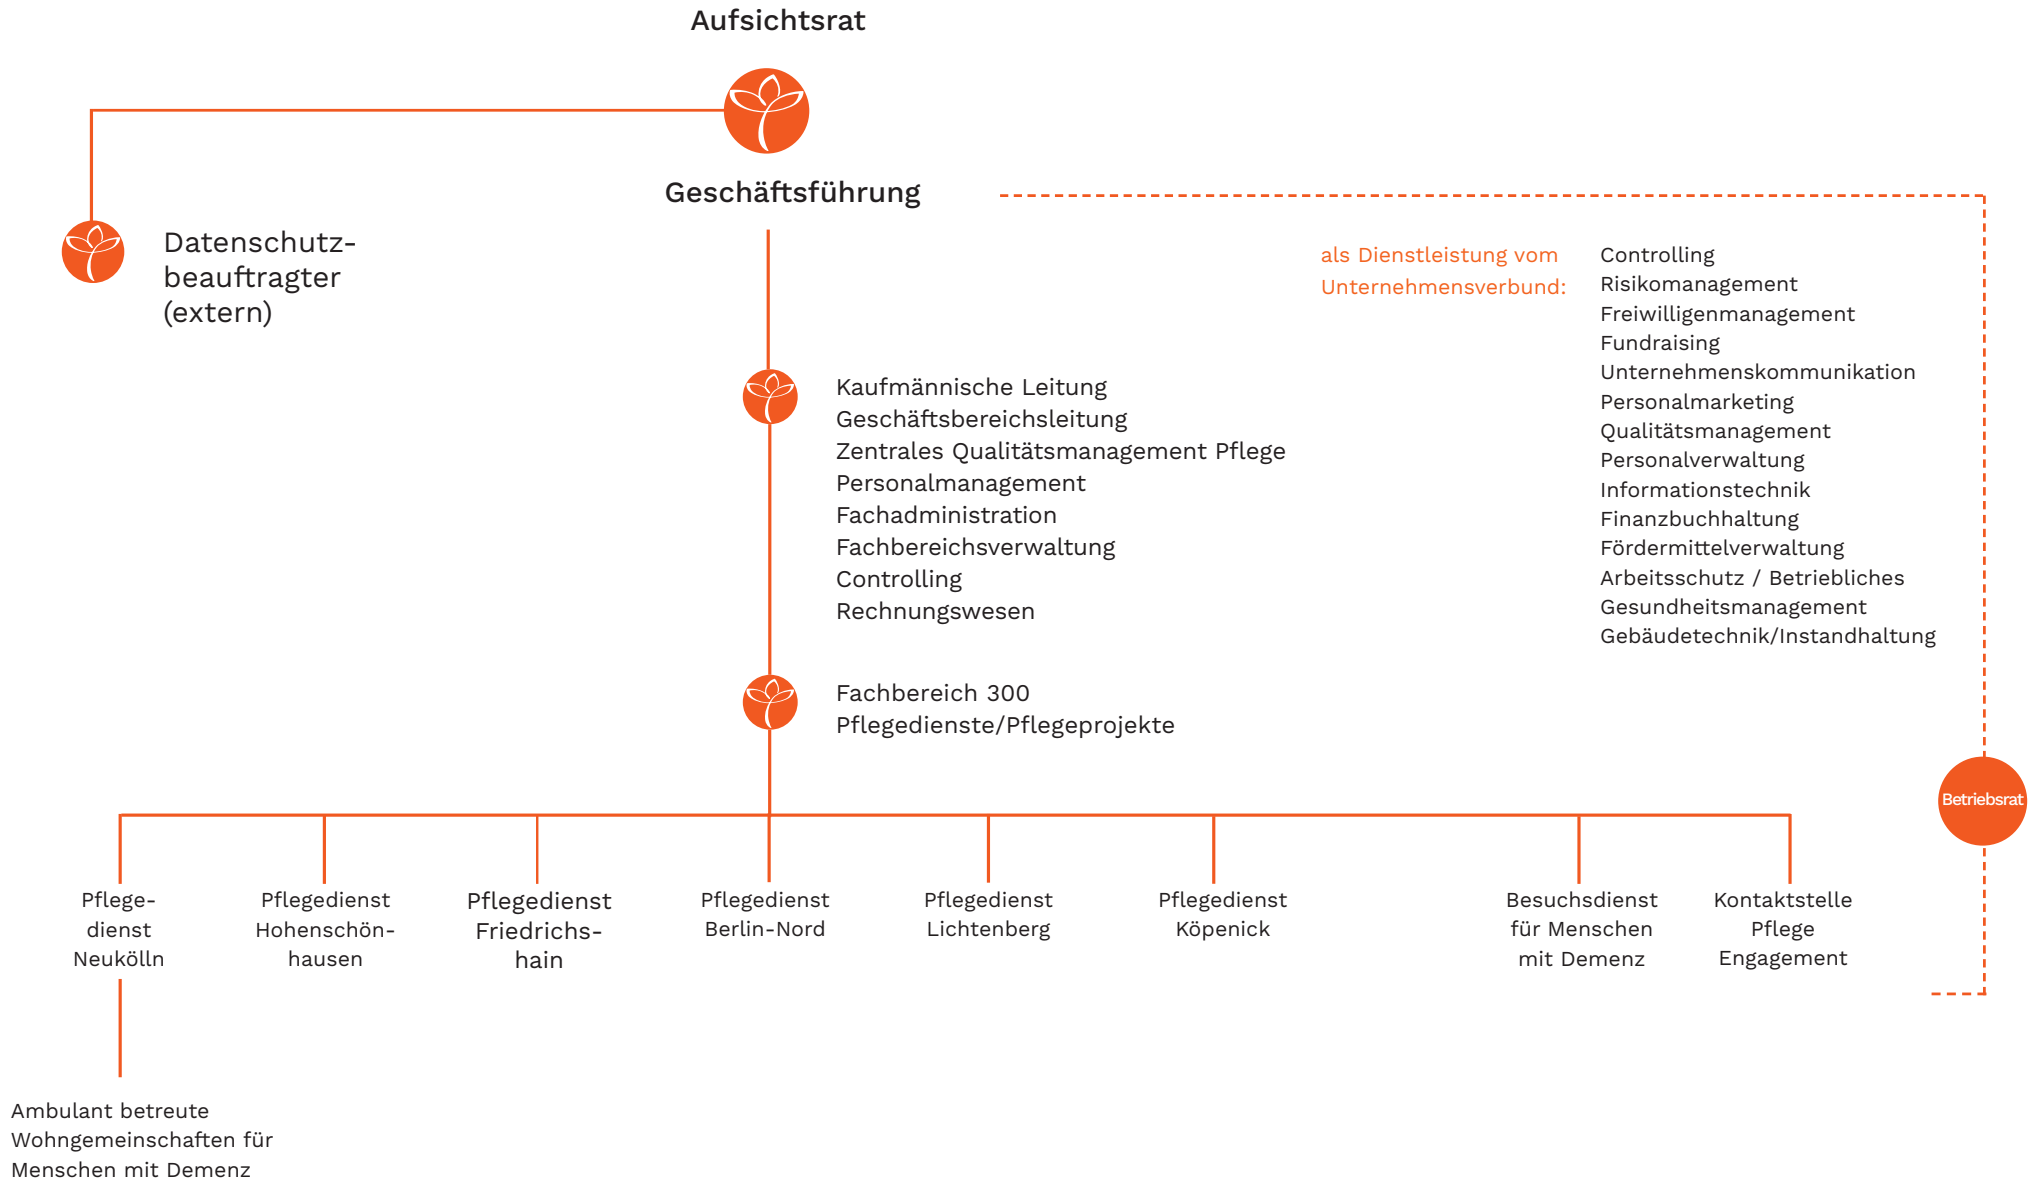 Aufsichtsrat
Geschäftsführung
Datenschutz-
beauftragter
(extern)
als Dienstleistung vom
Unternehmensverbund:
Controlling
Risikomanagement
Freiwilligenmanagement
Fundraising
Unternehmenskommunikation
Personalmarketing
Qualitätsmanagement
Personalverwaltung
Informationstechnik
Finanzbuchhaltung
Fördermittelverwaltung
Arbeitsschutz / Betriebliches
Gesundheitsmanagement
Gebäudetechnik/Instandhaltung
Kaufmännische Leitung
Geschäftsbereichsleitung
Zentrales Qualitätsmanagement Pflege
Personalmanagement
Fachadministration
Fachbereichsverwaltung
Controlling
Rechnungswesen
Fachbereich 300
Pflegedienste/Pflegeprojekte
Betriebsrat
Pflege-
dienst
Neukölln
Pflegedienst
Hohenschön-
hausen
Pflegedienst
Friedrichs-
hain
Pflegedienst
Berlin-Nord
Pflegedienst
Lichtenberg
Pflegedienst
Köpenick
Besuchsdienst
für Menschen
mit Demenz
Kontaktstelle
Pflege
Engagement
Ambulant betreute
Wohngemeinschaften für
Menschen mit Demenz